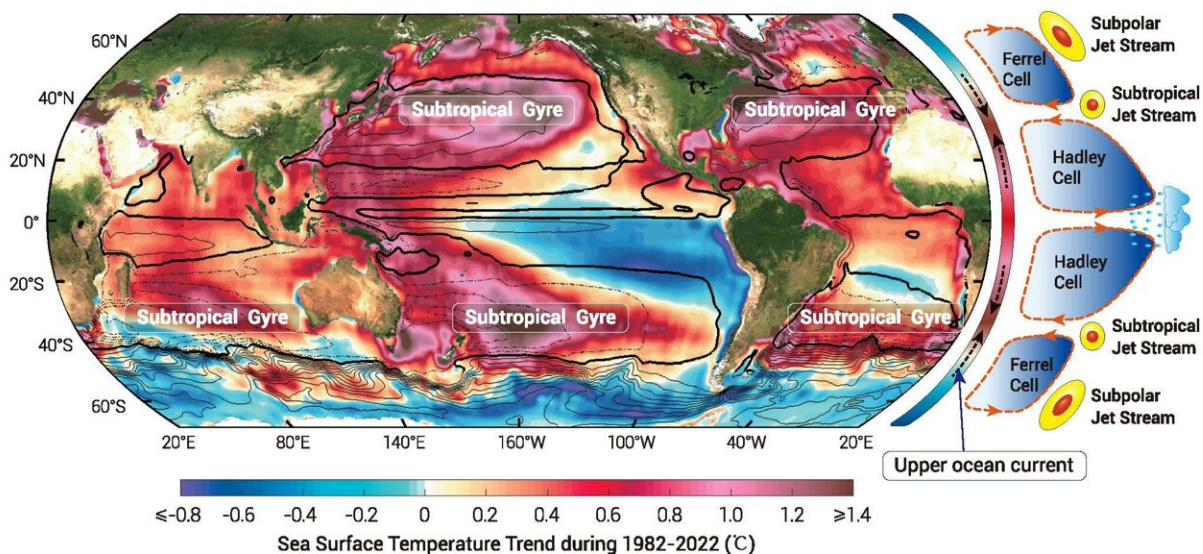 60°N
40°N
20°N
0°
20°S
40°S
60°S
Subtropical Gyre
Subtropical Gyre
Subtropical Gyre
Subtropical Gyre
Subtropical Gyre
20°E
80°E
140°E
160°W
100°W
40°W
20°E
Ferrel
Cell
Hadley
Cell
Hadley
Cell
Ferrel
Cell
Subpolar
Jet Stream
Subtropical
Jet Stream
Subtropical
Jet Stream
Subpolar
Jet Stream
Upper ocean current
⩽-0.8 -0.6 -0.4 -0.2 0 0.2 0.4 0.6 0.8 1.0 1.2 ⩾1.4
Sea Surface Temperature Trend during 1982-2022 (℃)